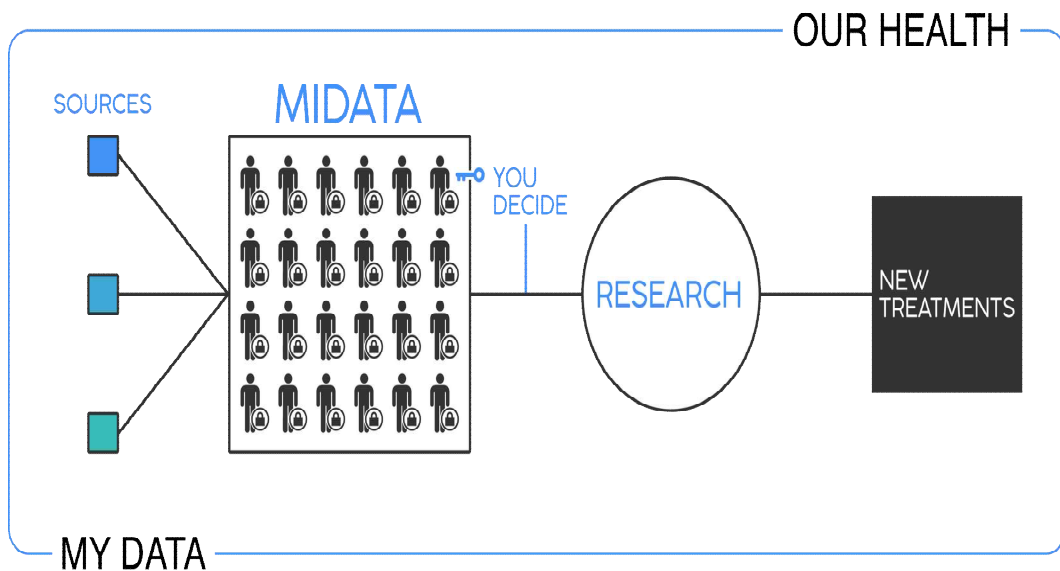 OUR HEALTH
SOURCES
MIDATA
YOU
DECIDE
RESEARCH
NEW
TREATMENTS
MY DATA